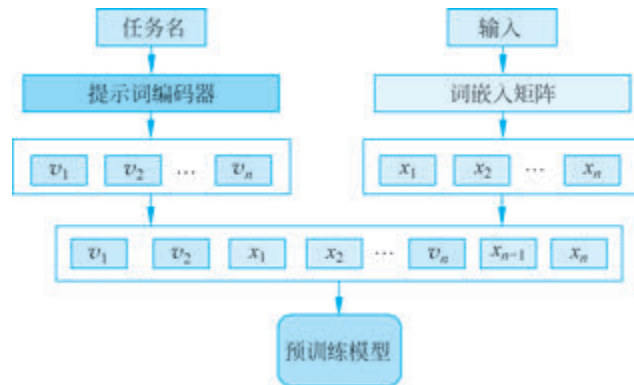 任务名 输入
提示词编码器 词嵌入矩阵
v₁ v₂ … vₙ x₁ x₂ … xₙ
v₁ v₂ x₁ x₂ … vₙ xₙ₋₁ xₙ
预训练模型